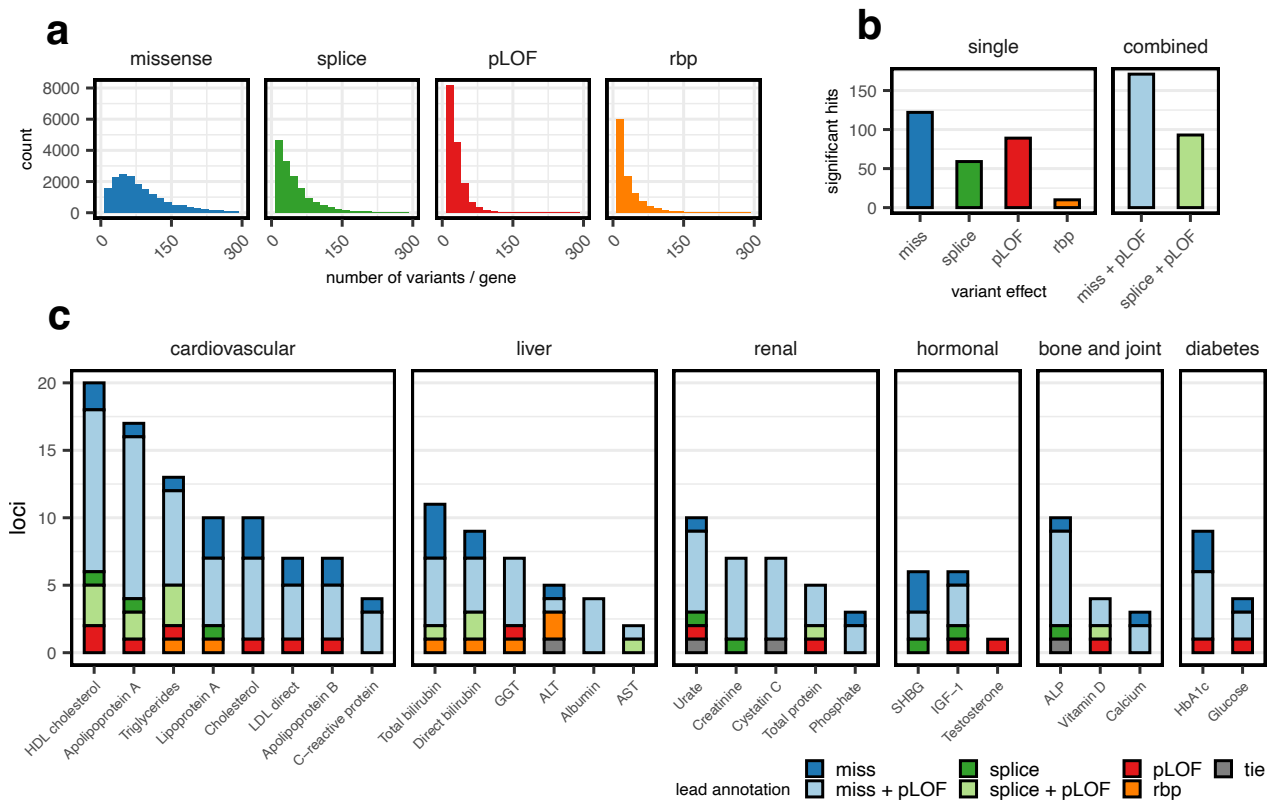 a
missense
splice
pLOF
rbp
count
8000
6000
4000
2000
0
0 150 300
0 150 300
0 150 300
0 150 300
number of variants / gene
b
single
combined
significant hits
150
100
50
0
miss
splice
pLOF
rbp
miss + pLOF
splice + pLOF
variant effect
c
cardiovascular
liver
renal
hormonal
bone and joint
diabetes
loci
20
15
10
5
0
HDL cholesterol
Apolipoprotein A
Triglycerides
Lipoprotein A
Cholesterol
LDL direct
Apolipoprotein B
C−reactive protein
Total bilirubin
Direct bilirubin
GGT
ALT
Albumin
AST
Urate
Creatinine
Cystatin C
Total protein
Phosphate
SHBG
IGF−1
Testosterone
ALP
Vitamin D
Calcium
HbA1c
Glucose
lead annotation
miss
miss + pLOF
splice
splice + pLOF
pLOF
rbp
tie